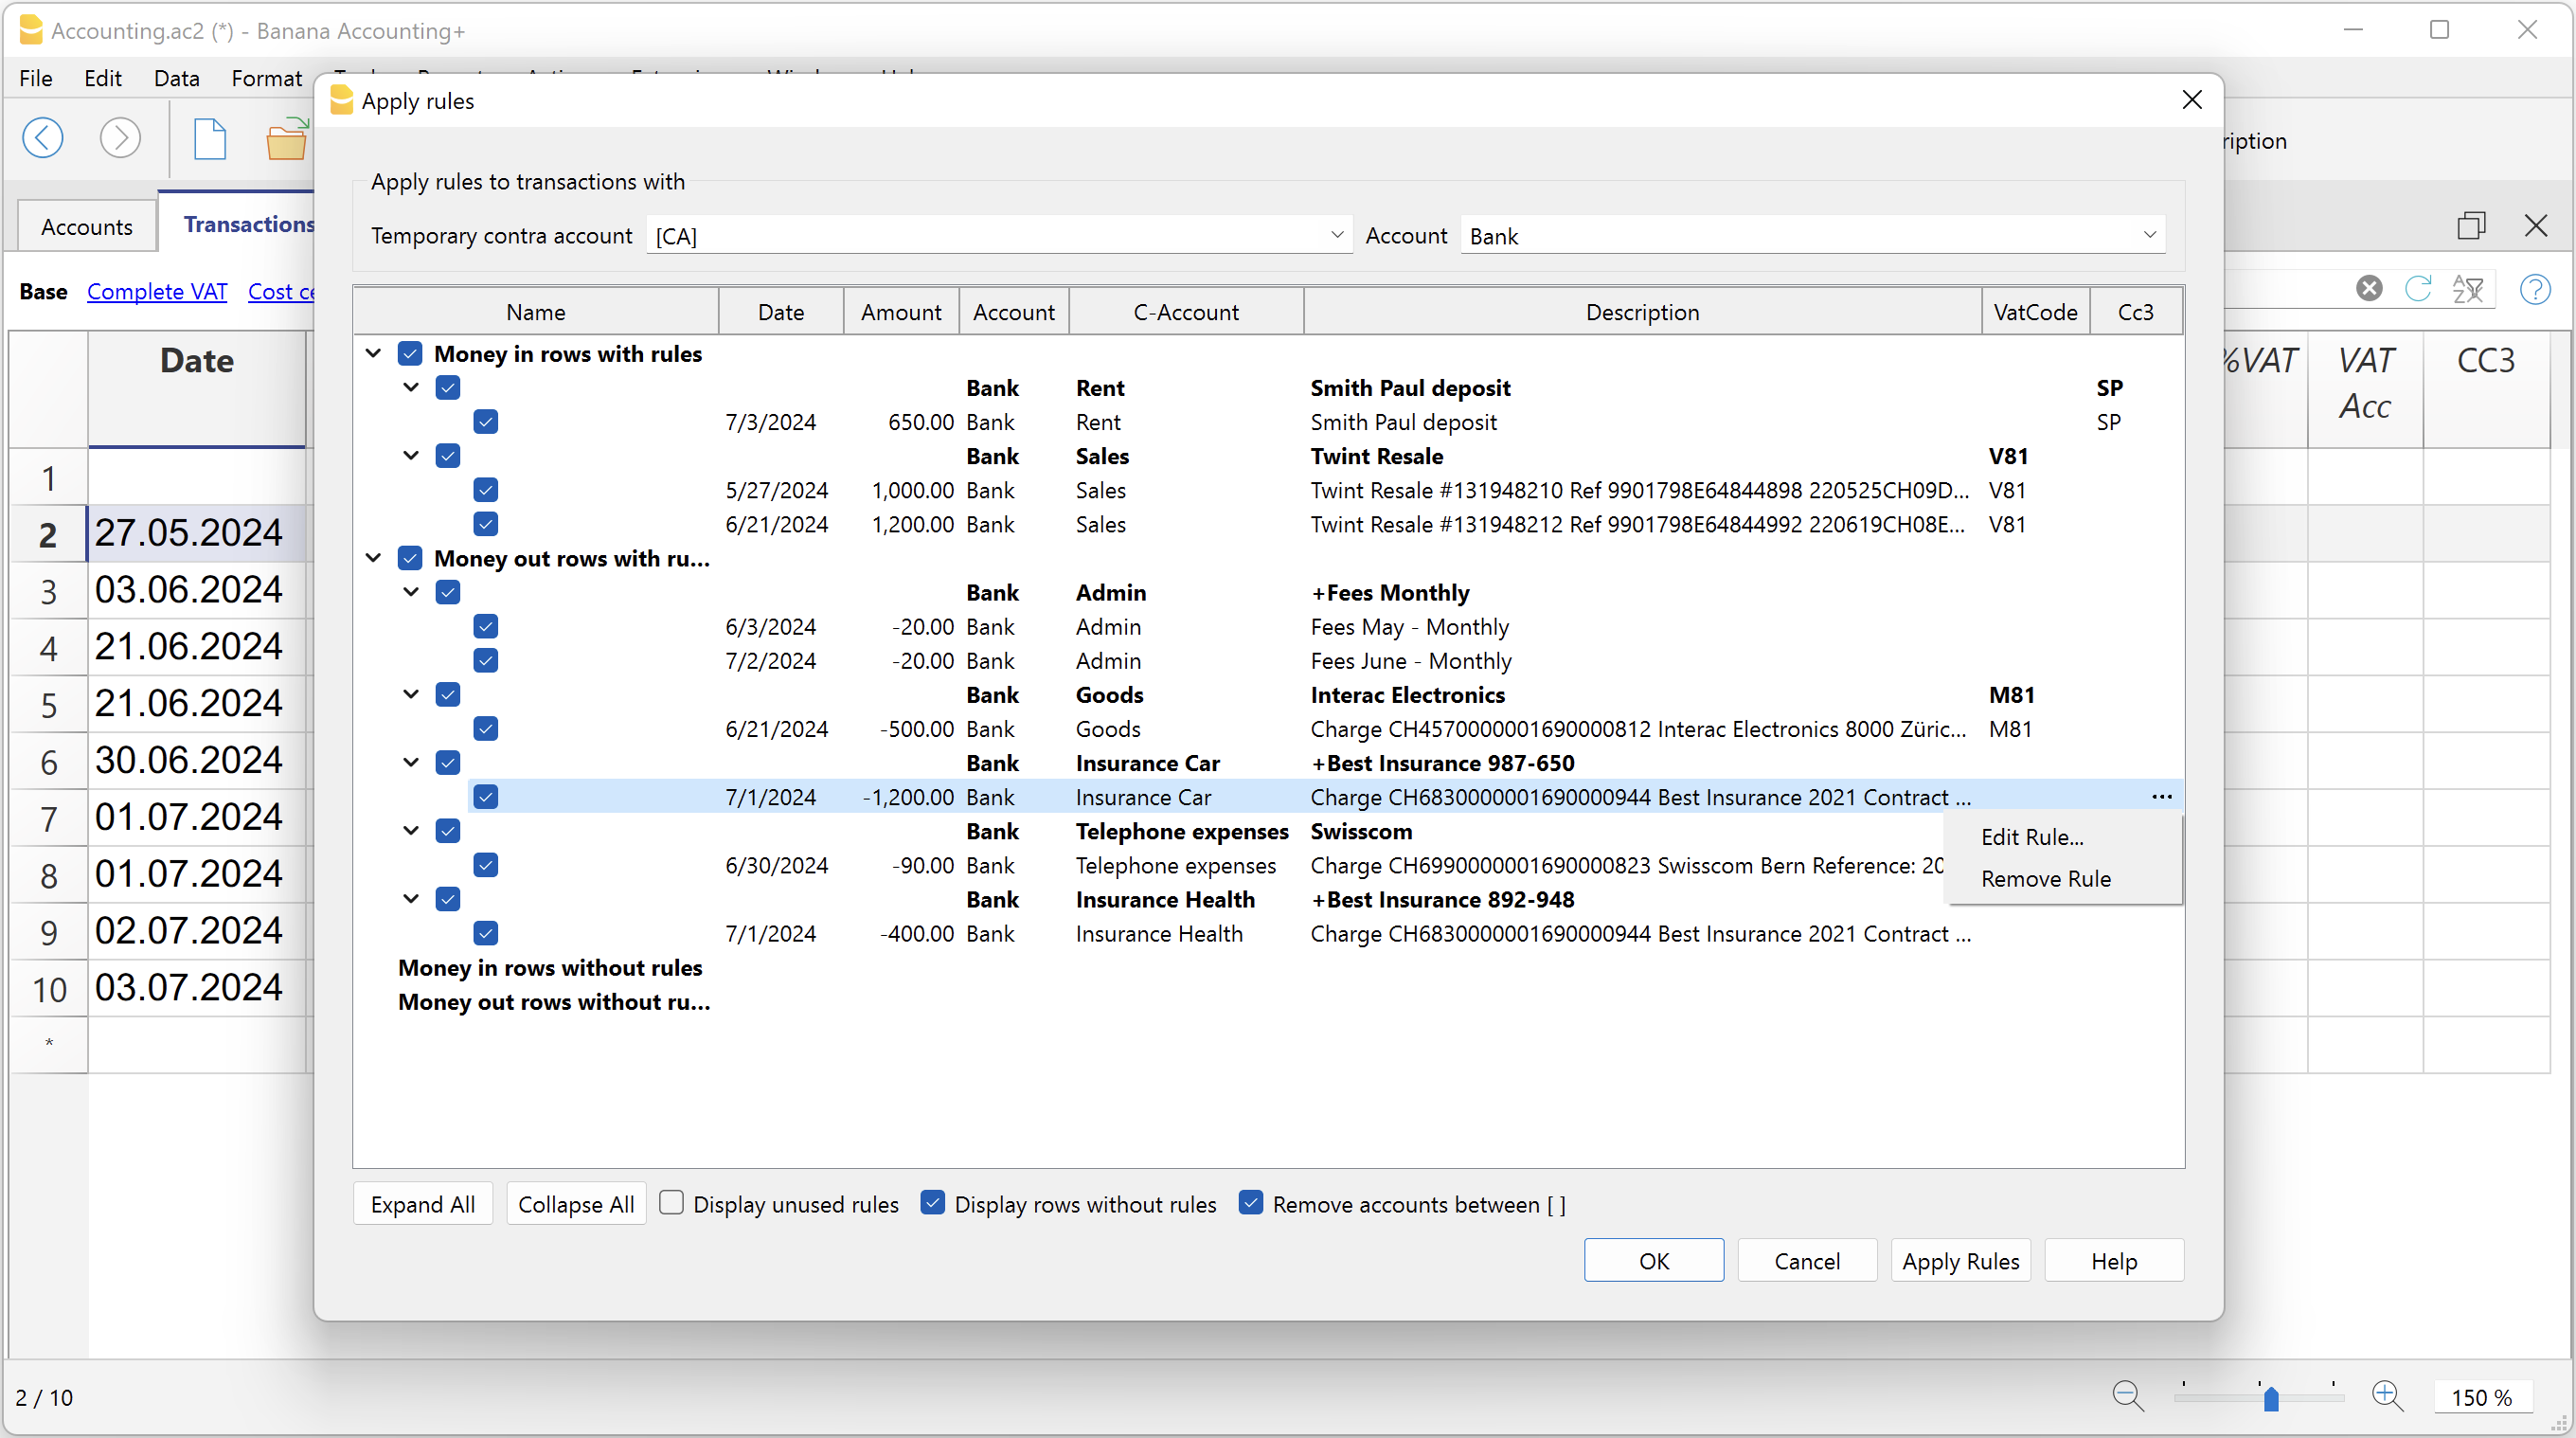 Accounting.ac2 (*) - Banana Accounting+
File Edit Data Format
Apply rules
ription
Apply rules to transactions with
Accounts Transactions
Temporary contra account [CA] Account Bank
Base Complete VAT Cost ce
Name Date Amount Account C-Account Description VatCode Cc3
Date %VAT VAT Acc CC3
Money in rows with rules
Bank Rent Smith Paul deposit SP
7/3/2024 650.00 Bank Rent Smith Paul deposit SP
Bank Sales Twint Resale V81
5/27/2024 1,000.00 Bank Sales Twint Resale #131948210 Ref 9901798E64844898 220525CH09D... V81
6/21/2024 1,200.00 Bank Sales Twint Resale #131948212 Ref 9901798E64844992 220619CH08E... V81
Money out rows with ru...
Bank Admin +Fees Monthly
6/3/2024 -20.00 Bank Admin Fees May - Monthly
7/2/2024 -20.00 Bank Admin Fees June - Monthly
Bank Goods Interac Electronics M81
6/21/2024 -500.00 Bank Goods Charge CH4570000001690000812 Interac Electronics 8000 Züric... M81
Bank Insurance Car +Best Insurance 987-650
7/1/2024 -1,200.00 Bank Insurance Car Charge CH6830000001690000944 Best Insurance 2021 Contract ... ...
Bank Telephone expenses Swisscom
Edit Rule...
6/30/2024 -90.00 Bank Telephone expenses Charge CH6990000001690000823 Swisscom Bern Reference: 20
Remove Rule
Bank Insurance Health +Best Insurance 892-948
7/1/2024 -400.00 Bank Insurance Health Charge CH6830000001690000944 Best Insurance 2021 Contract ...
Money in rows without rules
Money out rows without ru...
1
2 27.05.2024
3 03.06.2024
4 21.06.2024
5 21.06.2024
6 30.06.2024
7 01.07.2024
8 01.07.2024
9 02.07.2024
10 03.07.2024
*
Expand All Collapse All Display unused rules Display rows without rules Remove accounts between [ ]
OK Cancel Apply Rules Help
2 / 10
150 %